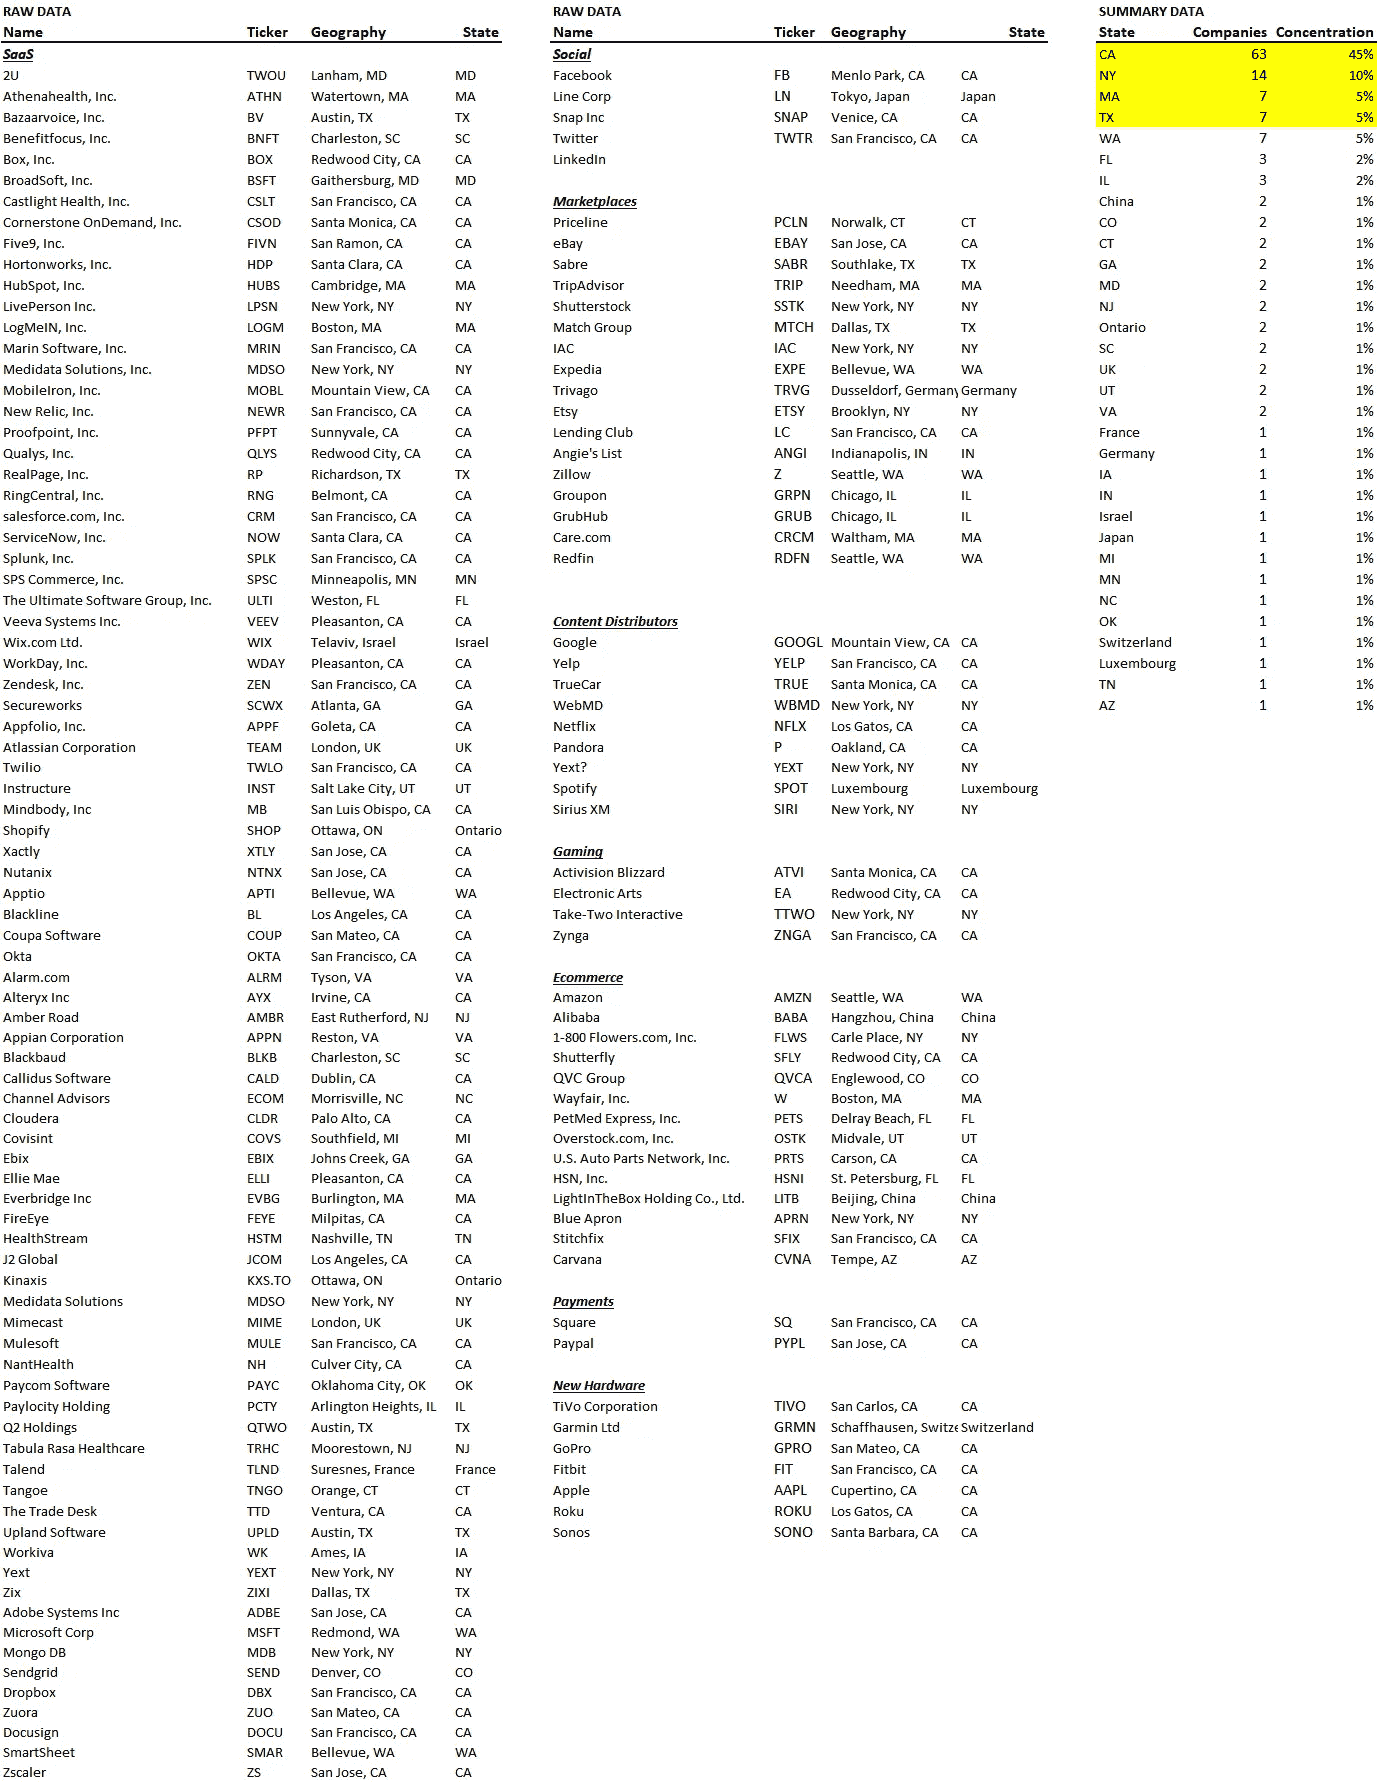 RAW DATA
Name Ticker Geography State
SaaS
2U TWOU Lanham, MD MD
Athenahealth, Inc. ATHN Watertown, MA MA
Bazaarvoice, Inc. BV Austin, TX TX
Benefitfocus, Inc. BNFT Charleston, SC SC
Box, Inc. BOX Redwood City, CA CA
BroadSoft, Inc. BSFT Gaithersburg, MD MD
Castlight Health, Inc. CSLT San Francisco, CA CA
Cornerstone OnDemand, Inc. CSOD Santa Monica, CA CA
Five9, Inc. FIVN San Ramon, CA CA
Hortonworks, Inc. HDP Santa Clara, CA CA
HubSpot, Inc. HUBS Cambridge, MA MA
LivePerson Inc. LPSN New York, NY NY
LogMeIN, Inc. LOGM Boston, MA MA
Marin Software, Inc. MRIN San Francisco, CA CA
Medidata Solutions, Inc. MDSO New York, NY NY
MobileIron, Inc. MOBL Mountain View, CA CA
New Relic, Inc. NEWR San Francisco, CA CA
Proofpoint, Inc. PFPT Sunnyvale, CA CA
Qualys, Inc. QLYS Redwood City, CA CA
RealPage, Inc. RP Richardson, TX TX
RingCentral, Inc. RNG Belmont, CA CA
salesforce.com, Inc. CRM San Francisco, CA CA
ServiceNow, Inc. NOW Santa Clara, CA CA
Splunk, Inc. SPLK San Francisco, CA CA
SPS Commerce, Inc. SPSC Minneapolis, MN MN
The Ultimate Software Group, Inc. ULTI Weston, FL FL
Veeva Systems Inc. VEEV Pleasanton, CA CA
Wix.com Ltd. WIX Telaviv, Israel Israel
WorkDay, Inc. WDAY Pleasanton, CA CA
Zendesk, Inc. ZEN San Francisco, CA CA
Secureworks SCWX Atlanta, GA GA
Appfolio, Inc. APPF Goleta, CA CA
Atlassian Corporation TEAM London, UK UK
Twilio TWLO San Francisco, CA CA
Instructure INST Salt Lake City, UT UT
Mindbody, Inc MB San Luis Obispo, CA CA
Shopify SHOP Ottawa, ON Ontario
Xactly XTLY San Jose, CA CA
Nutanix NTNX San Jose, CA CA
Apptio APTI Bellevue, WA WA
Blackline BL Los Angeles, CA CA
Coupa Software COUP San Mateo, CA CA
Okta OKTA San Francisco, CA CA
Alarm.com ALRM Tyson, VA VA
Alteryx Inc AYX Irvine, CA CA
Amber Road AMBR East Rutherford, NJ NJ
Appian Corporation APPN Reston, VA VA
Blackbaud BLKB Charleston, SC SC
Callidus Software CALD Dublin, CA CA
Channel Advisors ECOM Morrisville, NC NC
Cloudera CLDR Palo Alto, CA CA
Covisint COVS Southfield, MI MI
Ebix EBIX Johns Creek, GA GA
Ellie Mae ELLI Pleasanton, CA CA
Everbridge Inc EVBG Burlington, MA MA
FireEye FEYE Milpitas, CA CA
HealthStream HSTM Nashville, TN TN
J2 Global JCOM Los Angeles, CA CA
Kinaxis KXS.TO Ottawa, ON Ontario
Medidata Solutions MDSO New York, NY NY
Mimecast MIME London, UK UK
Mulesoft MULE San Francisco, CA CA
NantHealth NH Culver City, CA CA
Paycom Software PAYC Oklahoma City, OK OK
Paylocity Holding PCTY Arlington Heights, IL IL
Q2 Holdings QTWO Austin, TX TX
Tabula Rasa Healthcare TRHC Moorestown, NJ NJ
Talend TLND Suresnes, France France
Tangoe TNGO Orange, CT CT
The Trade Desk TTD Ventura, CA CA
Upland Software UPLD Austin, TX TX
Workiva WK Ames, IA IA
Yext YEXT New York, NY NY
Zix ZIXI Dallas, TX TX
Adobe Systems Inc ADBE San Jose, CA CA
Microsoft Corp MSFT Redmond, WA WA
Mongo DB MDB New York, NY NY
Sendgrid SEND Denver, CO CO
Dropbox DBX San Francisco, CA CA
Zuora ZUO San Mateo, CA CA
Docusign DOCU San Francisco, CA CA
SmartSheet SMAR Bellevue, WA WA
Zscaler ZS San Jose, CA CA
RAW DATA
Name Ticker Geography State
Social
Facebook FB Menlo Park, CA CA
Line Corp LN Tokyo, Japan Japan
Snap Inc SNAP Venice, CA CA
Twitter TWTR San Francisco, CA CA
LinkedIn
Marketplaces
Priceline PCLN Norwalk, CT CT
eBay EBAY San Jose, CA CA
Sabre SABR Southlake, TX TX
TripAdvisor TRIP Needham, MA MA
Shutterstock SSTK New York, NY NY
Match Group MTCH Dallas, TX TX
IAC IAC New York, NY NY
Expedia EXPE Bellevue, WA WA
Trivago TRVG Dusseldorf, Germany Germany
Etsy ETSY Brooklyn, NY NY
Lending Club LC San Francisco, CA CA
Angie's List ANGI Indianapolis, IN IN
Zillow Z Seattle, WA WA
Groupon GRPN Chicago, IL IL
GrubHub GRUB Chicago, IL IL
Care.com CRCM Waltham, MA MA
Redfin RDFN Seattle, WA WA
Content Distributors
Google GOOGL Mountain View, CA CA
Yelp YELP San Francisco, CA CA
TrueCar TRUE Santa Monica, CA CA
WebMD WBMD New York, NY NY
Netflix NFLX Los Gatos, CA CA
Pandora P Oakland, CA CA
Yext? YEXT New York, NY NY
Spotify SPOT Luxembourg Luxembourg
Sirius XM SIRI New York, NY NY
Gaming
Activision Blizzard ATVI Santa Monica, CA CA
Electronic Arts EA Redwood City, CA CA
Take-Two Interactive TTWO New York, NY NY
Zynga ZNGA San Francisco, CA CA
Ecommerce
Amazon AMZN Seattle, WA WA
Alibaba BABA Hangzhou, China China
1-800 Flowers.com, Inc. FLWS Carle Place, NY NY
Shutterfly SFLY Redwood City, CA CA
QVC Group QVCA Englewood, CO CO
Wayfair, Inc. W Boston, MA MA
PetMed Express, Inc. PETS Delray Beach, FL FL
Overstock.com, Inc. OSTK Midvale, UT UT
U.S. Auto Parts Network, Inc. PRTS Carson, CA CA
HSN, Inc. HSNI St. Petersburg, FL FL
LightInTheBox Holding Co., Ltd. LITB Beijing, China China
Blue Apron APRN New York, NY NY
Stitchfix SFIX San Francisco, CA CA
Carvana CVNA Tempe, AZ AZ
Payments
Square SQ San Francisco, CA CA
Paypal PYPL San Jose, CA CA
New Hardware
TiVo Corporation TIVO San Carlos, CA CA
Garmin Ltd GRMN Schaffhausen, Switze Switzerland
GoPro GPRO San Mateo, CA CA
Fitbit FIT San Francisco, CA CA
Apple AAPL Cupertino, CA CA
Roku ROKU Los Gatos, CA CA
Sonos SONO Santa Barbara, CA CA
SUMMARY DATA
State Companies Concentration
CA 63 45%
NY 14 10%
MA 7 5%
TX 7 5%
WA 7 5%
FL 3 2%
IL 3 2%
China 2 1%
CO 2 1%
CT 2 1%
GA 2 1%
MD 2 1%
NJ 2 1%
Ontario 2 1%
SC 2 1%
UK 2 1%
UT 2 1%
VA 2 1%
France 1 1%
Germany 1 1%
IA 1 1%
IN 1 1%
Israel 1 1%
Japan 1 1%
MI 1 1%
MN 1 1%
NC 1 1%
OK 1 1%
Switzerland 1 1%
Luxembourg 1 1%
TN 1 1%
AZ 1 1%